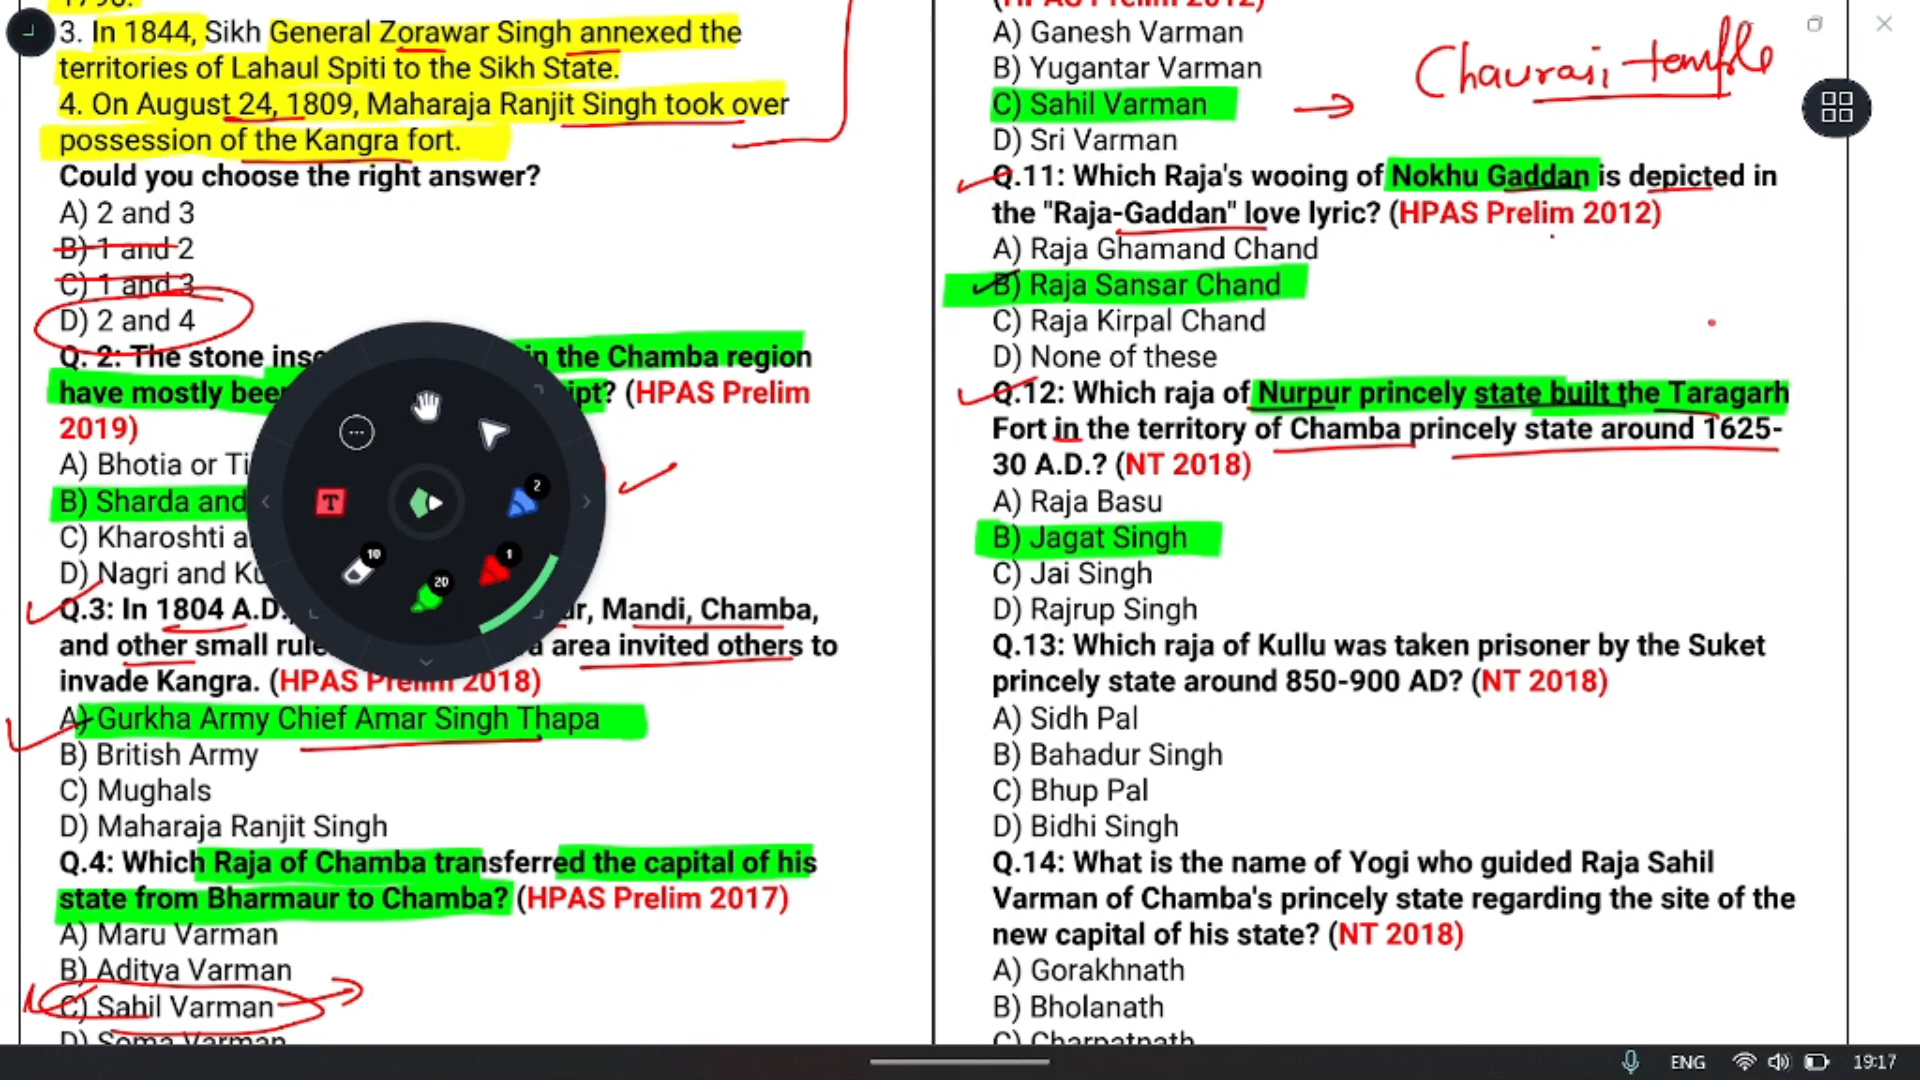 3. In 1844, Sikh General Zorawar Singh annexed the
territories of Lahaul Spiti to the Sikh State.
4. On August 24, 1809, Maharaja Ranjit Singh took over
possession of the Kangra fort.
Could you choose the right answer?
A) 2 and 3
B) 1 and 2
C) 1 and 3
D) 2 and 4
Q. 2: The stone in the Chamba region
have mostly (HPAS Prelim
2019)
A) Bhotia or
B) Sharda and
C) Kharoshti
D) Nagri and
Q.3: In 1804 A.D. Mandi, Chamba,
and other small area invited others to
invade Kangra. (HPAS Prelim 2018)
A) Gurkha Army Chief Amar Singh Thapa
B) British Army
C) Mughals
D) Maharaja Ranjit Singh
Q.4: Which Raja of Chamba transferred the capital of his
state from Bharmaur to Chamba? (HPAS Prelim 2017)
A) Maru Varman
B) Aditya Varman
C) Sahil Varman
D) Soma Varman
(HPAS Prelim 2012)
A) Ganesh Varman
B) Yugantar Varman
C) Sahil Varman
D) Sri Varman
Chaurasi temple
Q.11: Which Raja's wooing of Nokhu Gaddan is depicted in
the "Raja-Gaddan" love lyric? (HPAS Prelim 2012)
A) Raja Ghamand Chand
B) Raja Sansar Chand
C) Raja Kirpal Chand
D) None of these
Q.12: Which raja of Nurpur princely state built the Taragarh
Fort in the territory of Chamba princely state around 1625-
30 A.D.? (NT 2018)
A) Raja Basu
B) Jagat Singh
C) Jai Singh
D) Rajrup Singh
Q.13: Which raja of Kullu was taken prisoner by the Suket
princely state around 850-900 AD? (NT 2018)
A) Sidh Pal
B) Bahadur Singh
C) Bhup Pal
D) Bidhi Singh
Q.14: What is the name of Yogi who guided Raja Sahil
Varman of Chamba's princely state regarding the site of the
new capital of his state? (NT 2018)
A) Gorakhnath
B) Bholanath
C) Charpatnath
T
2
10
1
20
ENG
19:17